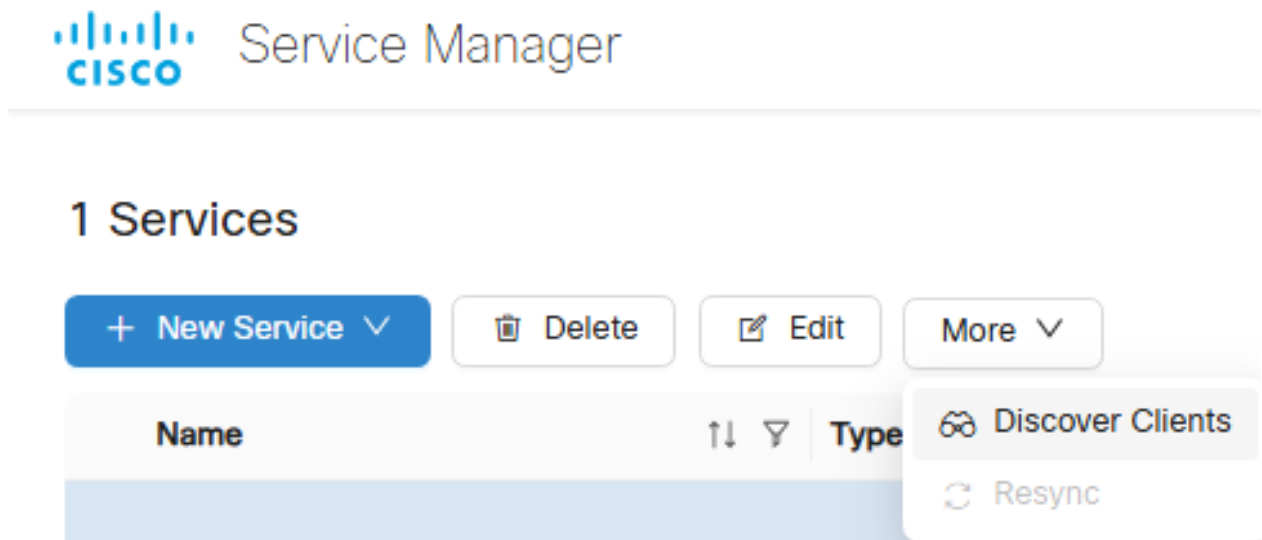 CISCO Service Manager
1 Services
+ New Service Delete Edit More
Name Type
Discover Clients
Resync